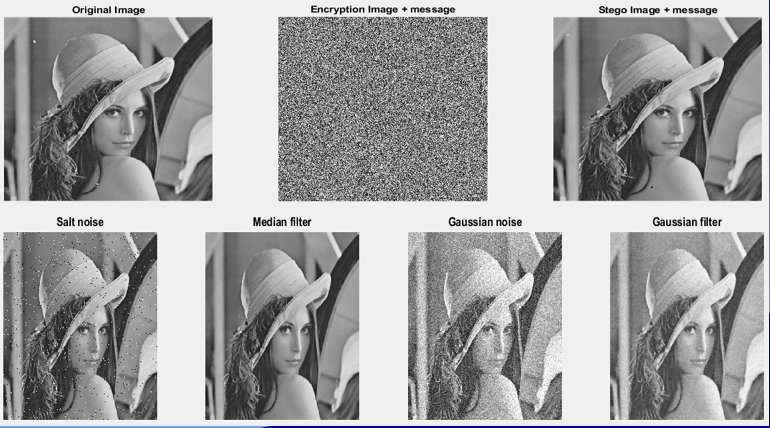 Original Image
Encryption Image + message
Stego Image + message
Salt noise
Median filter
Gaussian noise
Gaussian filter